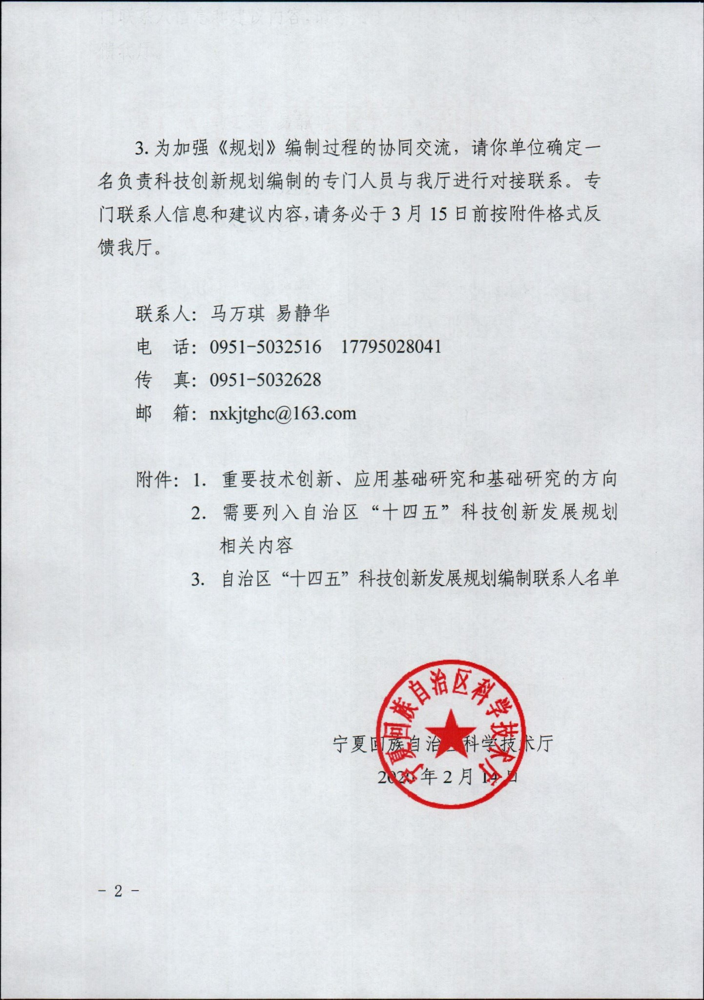 3. 为加强《规划》编制过程的协同交流，请你单位确定一
名负责科技创新规划编制的专门人员与我厅进行对接联系。专
门联系人信息和建议内容,请务必于 3 月 15 日前按附件格式反
馈我厅。
联系人：马万琪 易静华
电 话：0951-5032516 17795028041
传 真：0951-5032628
邮 箱：nxkjtghc@163.com
附件：1. 重要技术创新、应用基础研究和基础研究的方向
2. 需要列入自治区“十四五”科技创新发展规划
相关内容
3. 自治区“十四五”科技创新发展规划编制联系人名单
宁夏回族自治区科学技术厅
宁夏回族自治区科学技术厅
2020 年 2 月 14 日
- 2 -